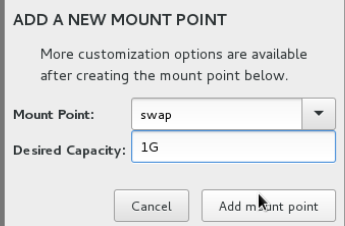 ADD A NEW MOUNT POINT
More customization options are available
after creating the mount point below.
Mount Point: swap
Desired Capacity: 1G
Cancel Add mount point